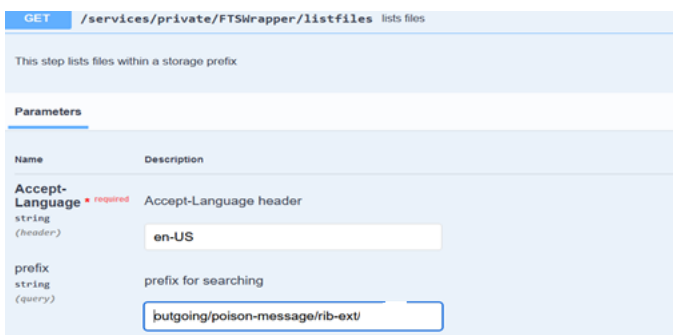 GET /services/private/FTSWrapper/listfiles lists files
This step lists files within a storage prefix
Parameters
Name Description
Accept-
Language * required Accept-Language header
string
(header) en-US
prefix prefix for searching
string
(query) outgoing/poison-message/rib-ext/